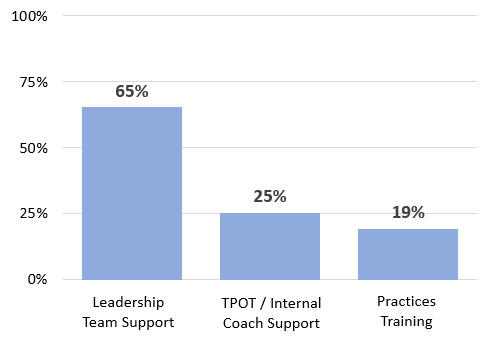 100%
75%
65%
50%
25%
25%
19%
0%
Leadership
Team Support
TPOT / Internal
Coach Support
Practices
Training